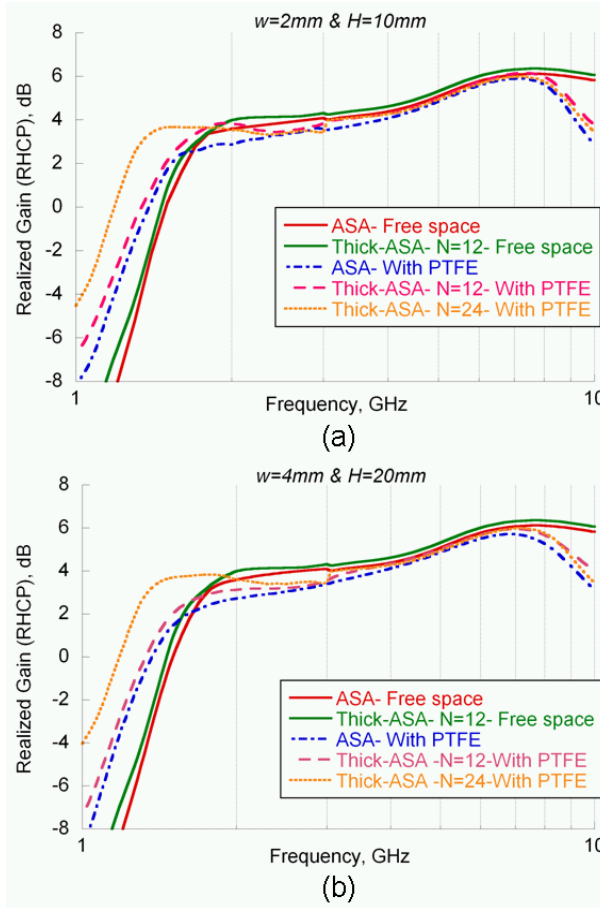 w=2mm & H=10mm
Realized Gain (RHCP), dB
8
6
4
2
0
-2
-4
-6
-8
ASA- Free space
Thick-ASA- N=12- Free space
ASA- With PTFE
Thick-ASA- N=12- With PTFE
Thick-ASA- N=24- With PTFE
1
10
Frequency, GHz
(a)
w=4mm & H=20mm
Realized Gain (RHCP), dB
8
6
4
2
0
-2
-4
-6
-8
ASA- Free space
Thick-ASA- N=12- Free space
ASA- With PTFE
Thick-ASA -N=12-With PTFE
Thick-ASA -N=24-With PTFE
1
10
Frequency, GHz
(b)